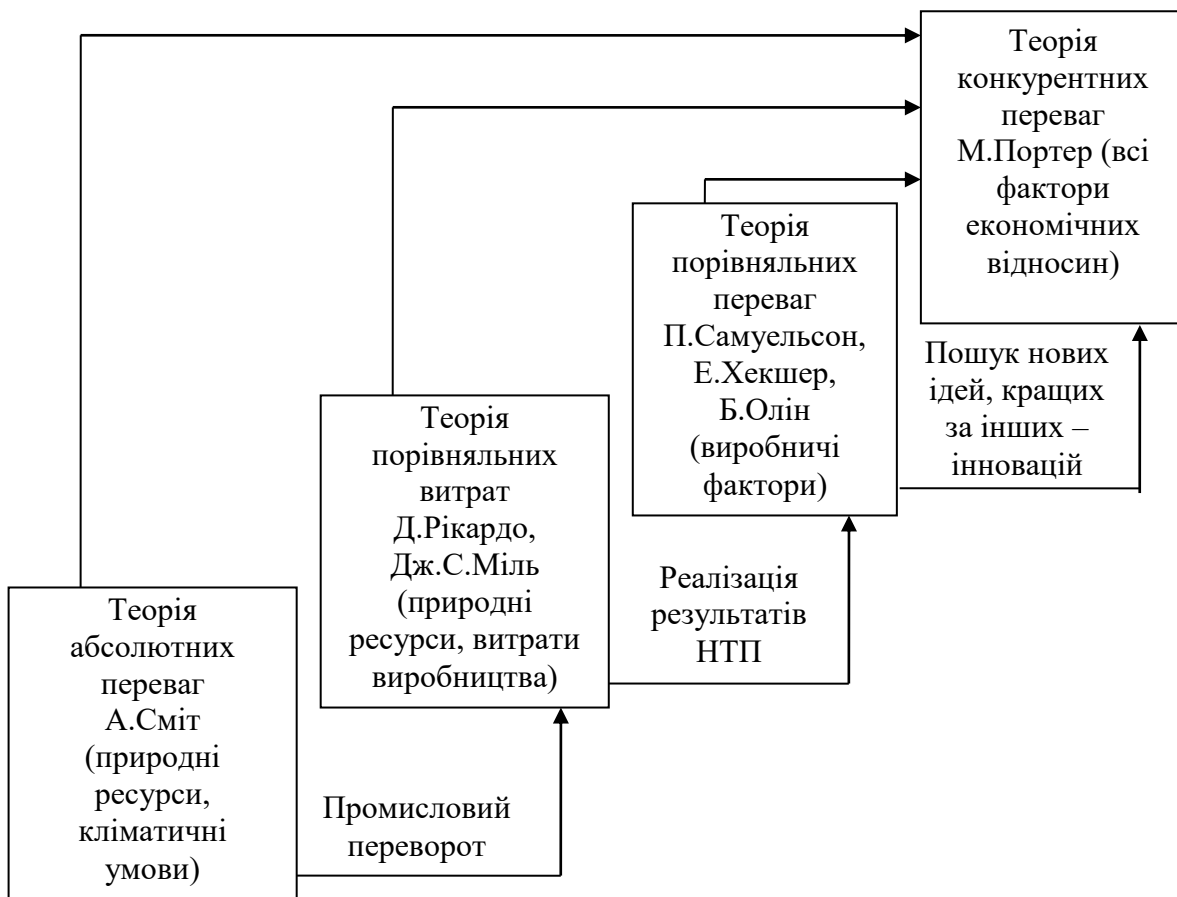 Теорія
конкурентних
переваг
М.Портер (всі
фактори
економічних
відносин)
Теорія
порівняльних
переваг
П.Самуельсон,
Е.Хекшер,
Б.Олін
(виробничі
фактори)
Пошук нових
ідей, кращих
за інших –
інновацій
Теорія
порівняльних
витрат
Д.Рікардо,
Дж.С.Міль
(природні
ресурси, витрати
виробництва)
Реалізація
результатів
НТП
Теорія
абсолютних
переваг
А.Сміт
(природні
ресурси,
кліматичні
умови)
Промисловий
переворот